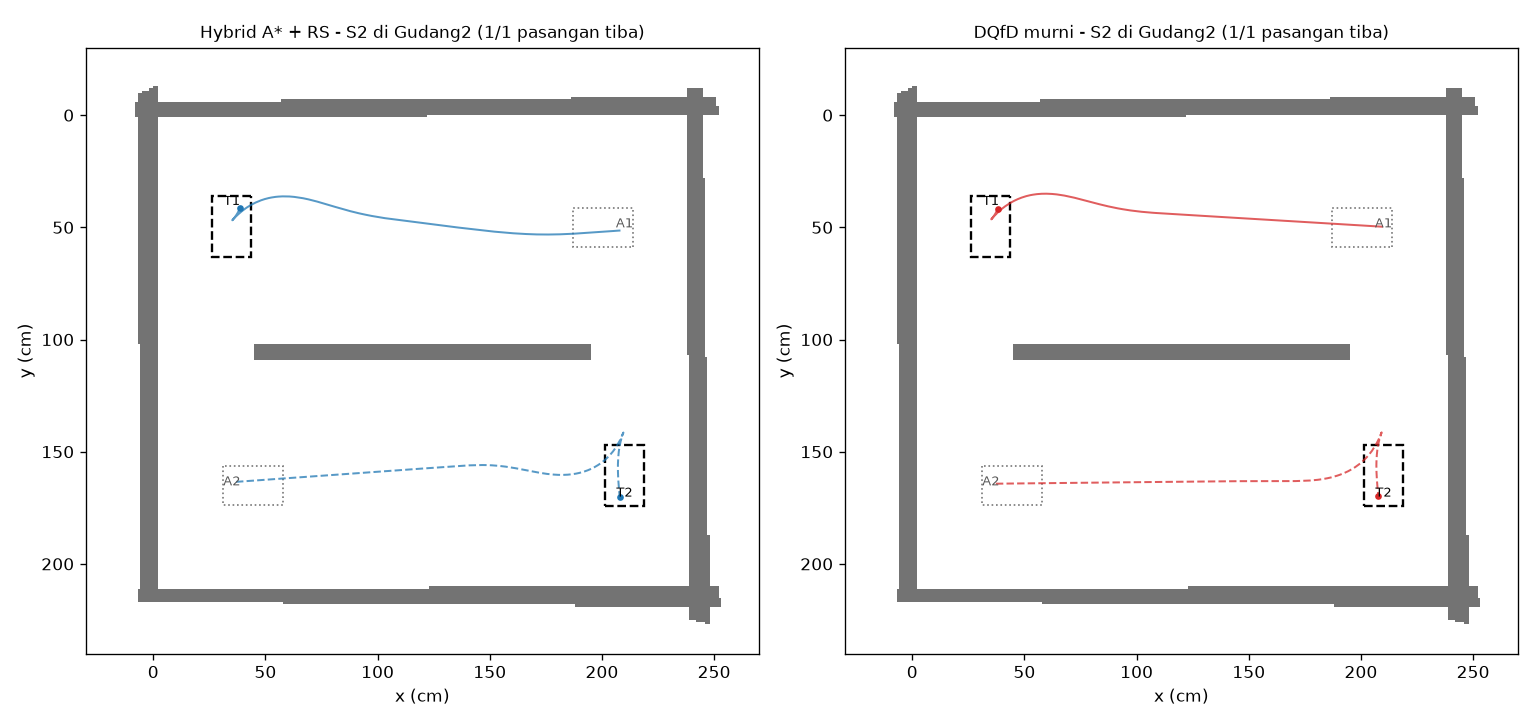 Hybrid A* + RS - S2 di Gudang2 (1/1 pasangan tiba)
0
50
100
150
200
y (cm)
T1
A1
A2
T2
0
50
100
150
200
250
x (cm)
DQfD murni - S2 di Gudang2 (1/1 pasangan tiba)
0
50
100
150
200
y (cm)
T1
A1
A2
T2
0
50
100
150
200
250
x (cm)